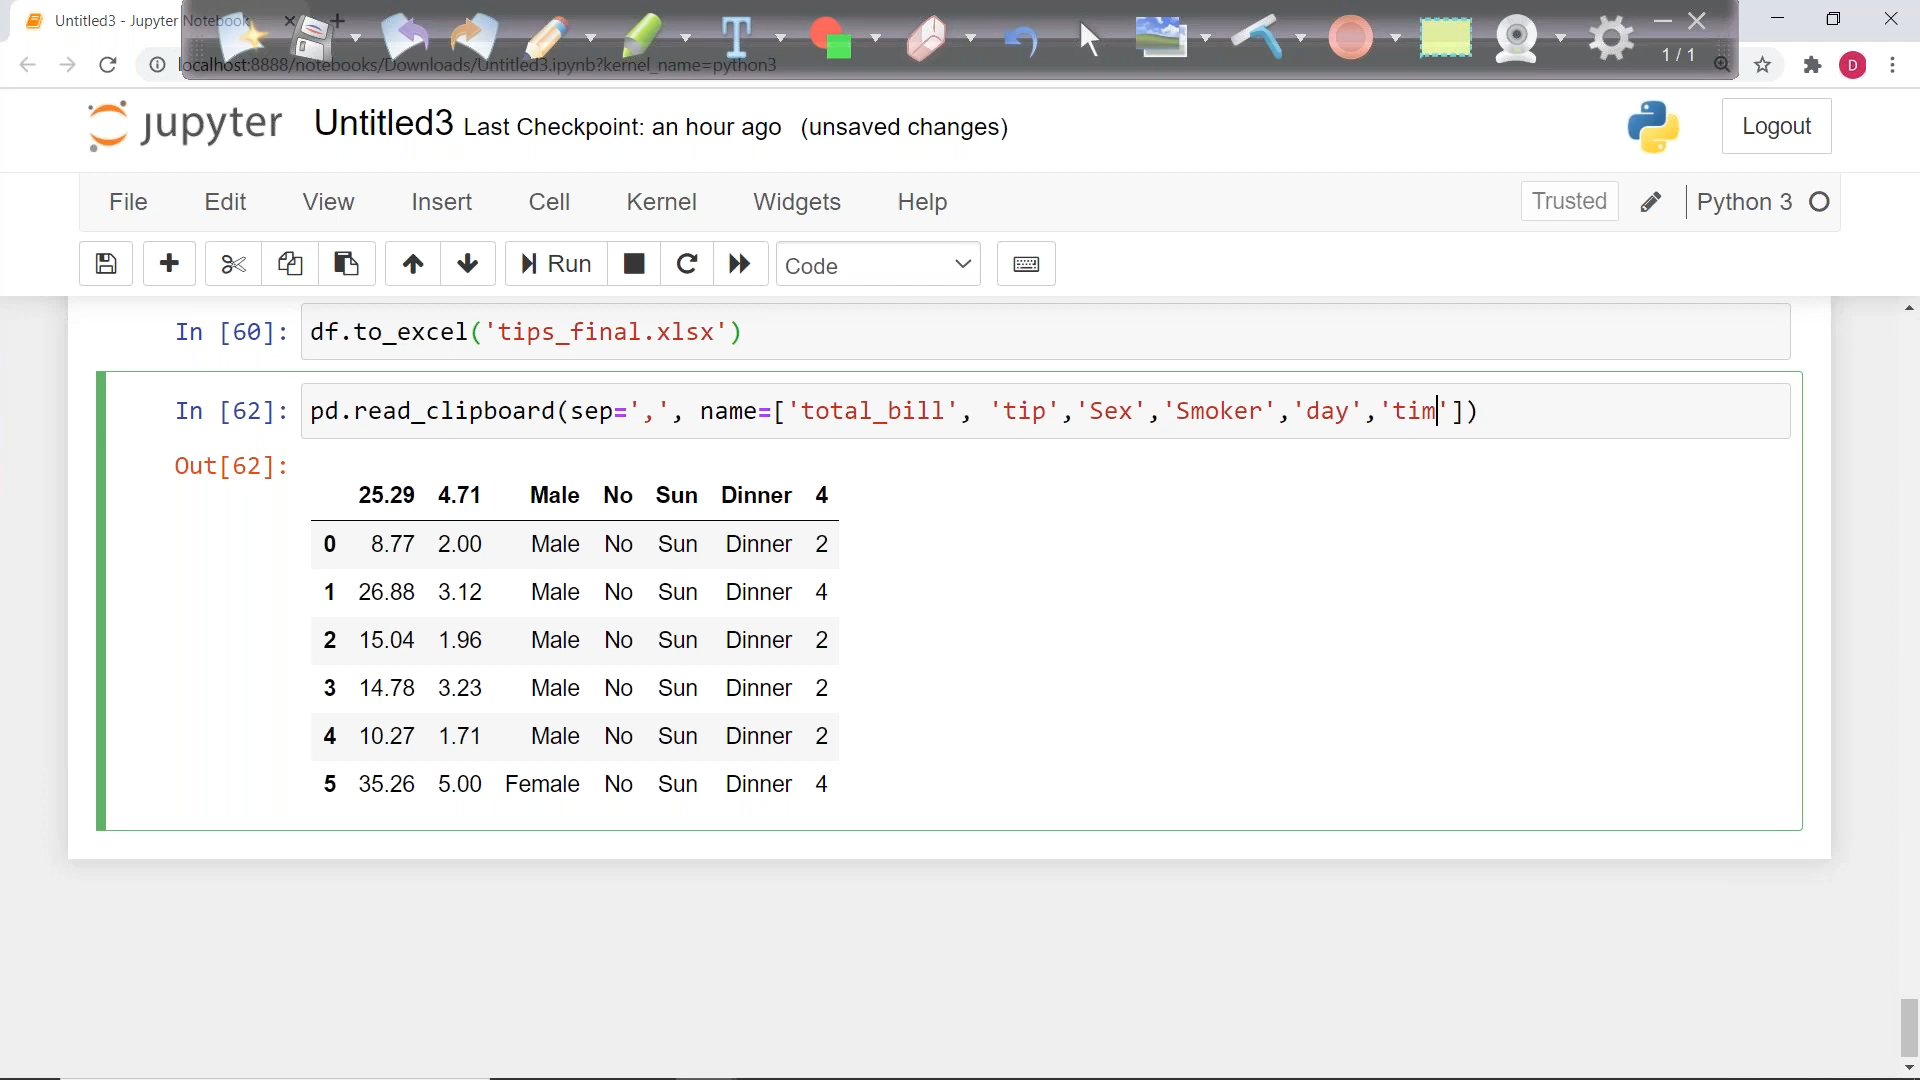 Untitled3 - Jupyter Notebook
localhost:8888/notebooks/Downloads/Untitled3.ipynb?kernel_name=python3
1 / 1
D
jupyter Untitled3 Last Checkpoint: an hour ago (unsaved changes)
Logout
File Edit View Insert Cell Kernel Widgets Help Trusted Python 3
Run Code
In [60]: df.to_excel('tips_final.xlsx')
In [62]: pd.read_clipboard(sep=',', name=['total_bill', 'tip','Sex','Smoker','day','tim'])
Out[62]:
25.29 4.71 Male No Sun Dinner 4
0 8.77 2.00 Male No Sun Dinner 2
1 26.88 3.12 Male No Sun Dinner 4
2 15.04 1.96 Male No Sun Dinner 2
3 14.78 3.23 Male No Sun Dinner 2
4 10.27 1.71 Male No Sun Dinner 2
5 35.26 5.00 Female No Sun Dinner 4